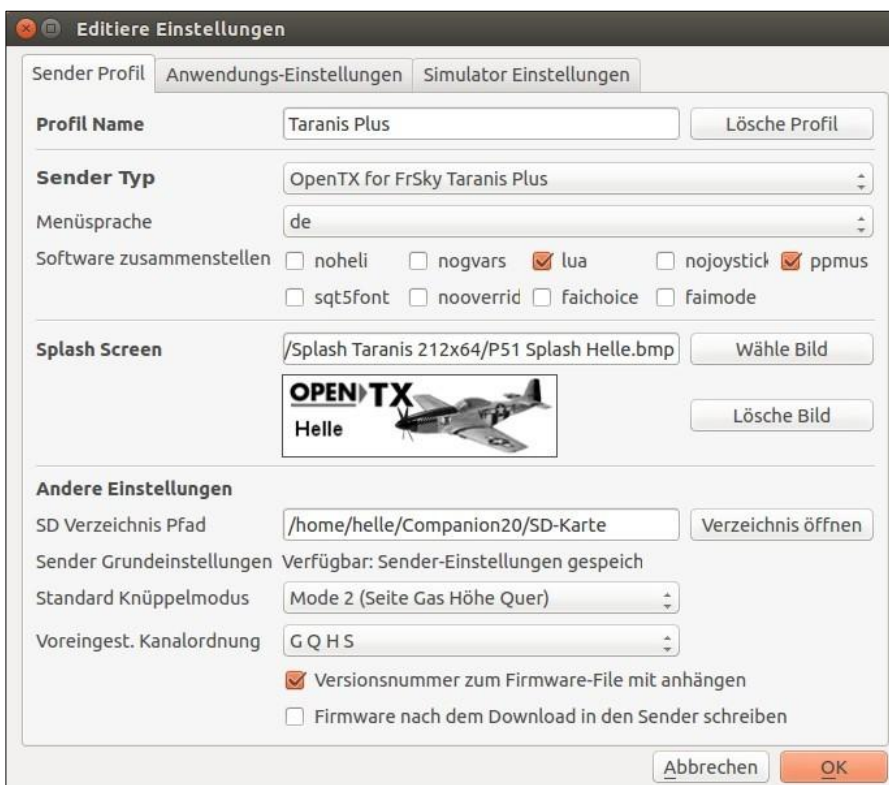 Editiere Einstellungen
Sender Profil Anwendungs-Einstellungen Simulator Einstellungen
Profil Name Taranis Plus Lösche Profil
Sender Typ OpenTX for FrSky Taranis Plus
Menüsprache de
Software zusammenstellen noheli nogvars lua nojoystick ppmus
sqt5font nooverrid faichoice faimode
Splash Screen /Splash Taranis 212x64/P51 Splash Helle.bmp Wähle Bild
OPEN TX
Helle
Lösche Bild
Andere Einstellungen
SD Verzeichnis Pfad /home/helle/Companion20/SD-Karte Verzeichnis öffnen
Sender Grundeinstellungen Verfügbar: Sender-Einstellungen gespeich
Standard Knüppelmodus Mode 2 (Seite Gas Höhe Quer)
Voreingest. Kanalordnung G Q H S
Versionsnummer zum Firmware-File mit anhängen
Firmware nach dem Download in den Sender schreiben
Abbrechen OK